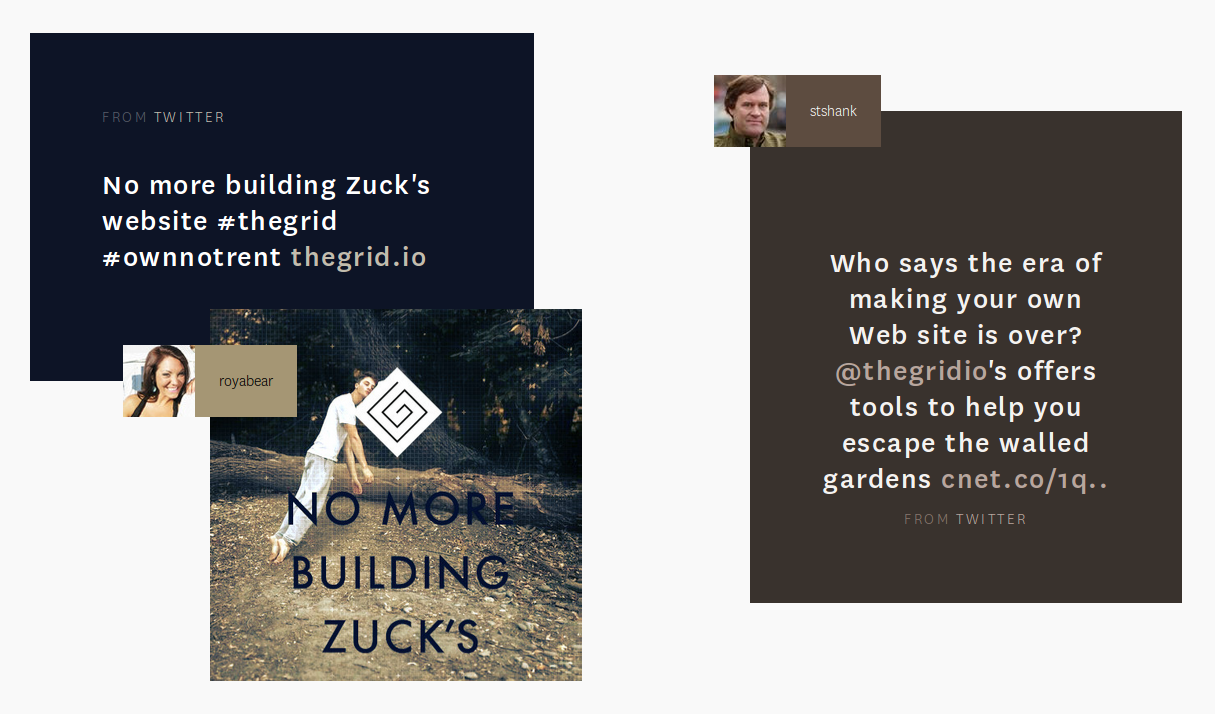 FROM TWITTER
No more building Zuck's
website #thegrid
#ownnotrent thegrid.io
royabear
NO MORE
BUILDING
ZUCK'S
stshank
Who says the era of
making your own
Web site is over?
@thegridio's offers
tools to help you
escape the walled
gardens cnet.co/1q..
FROM TWITTER